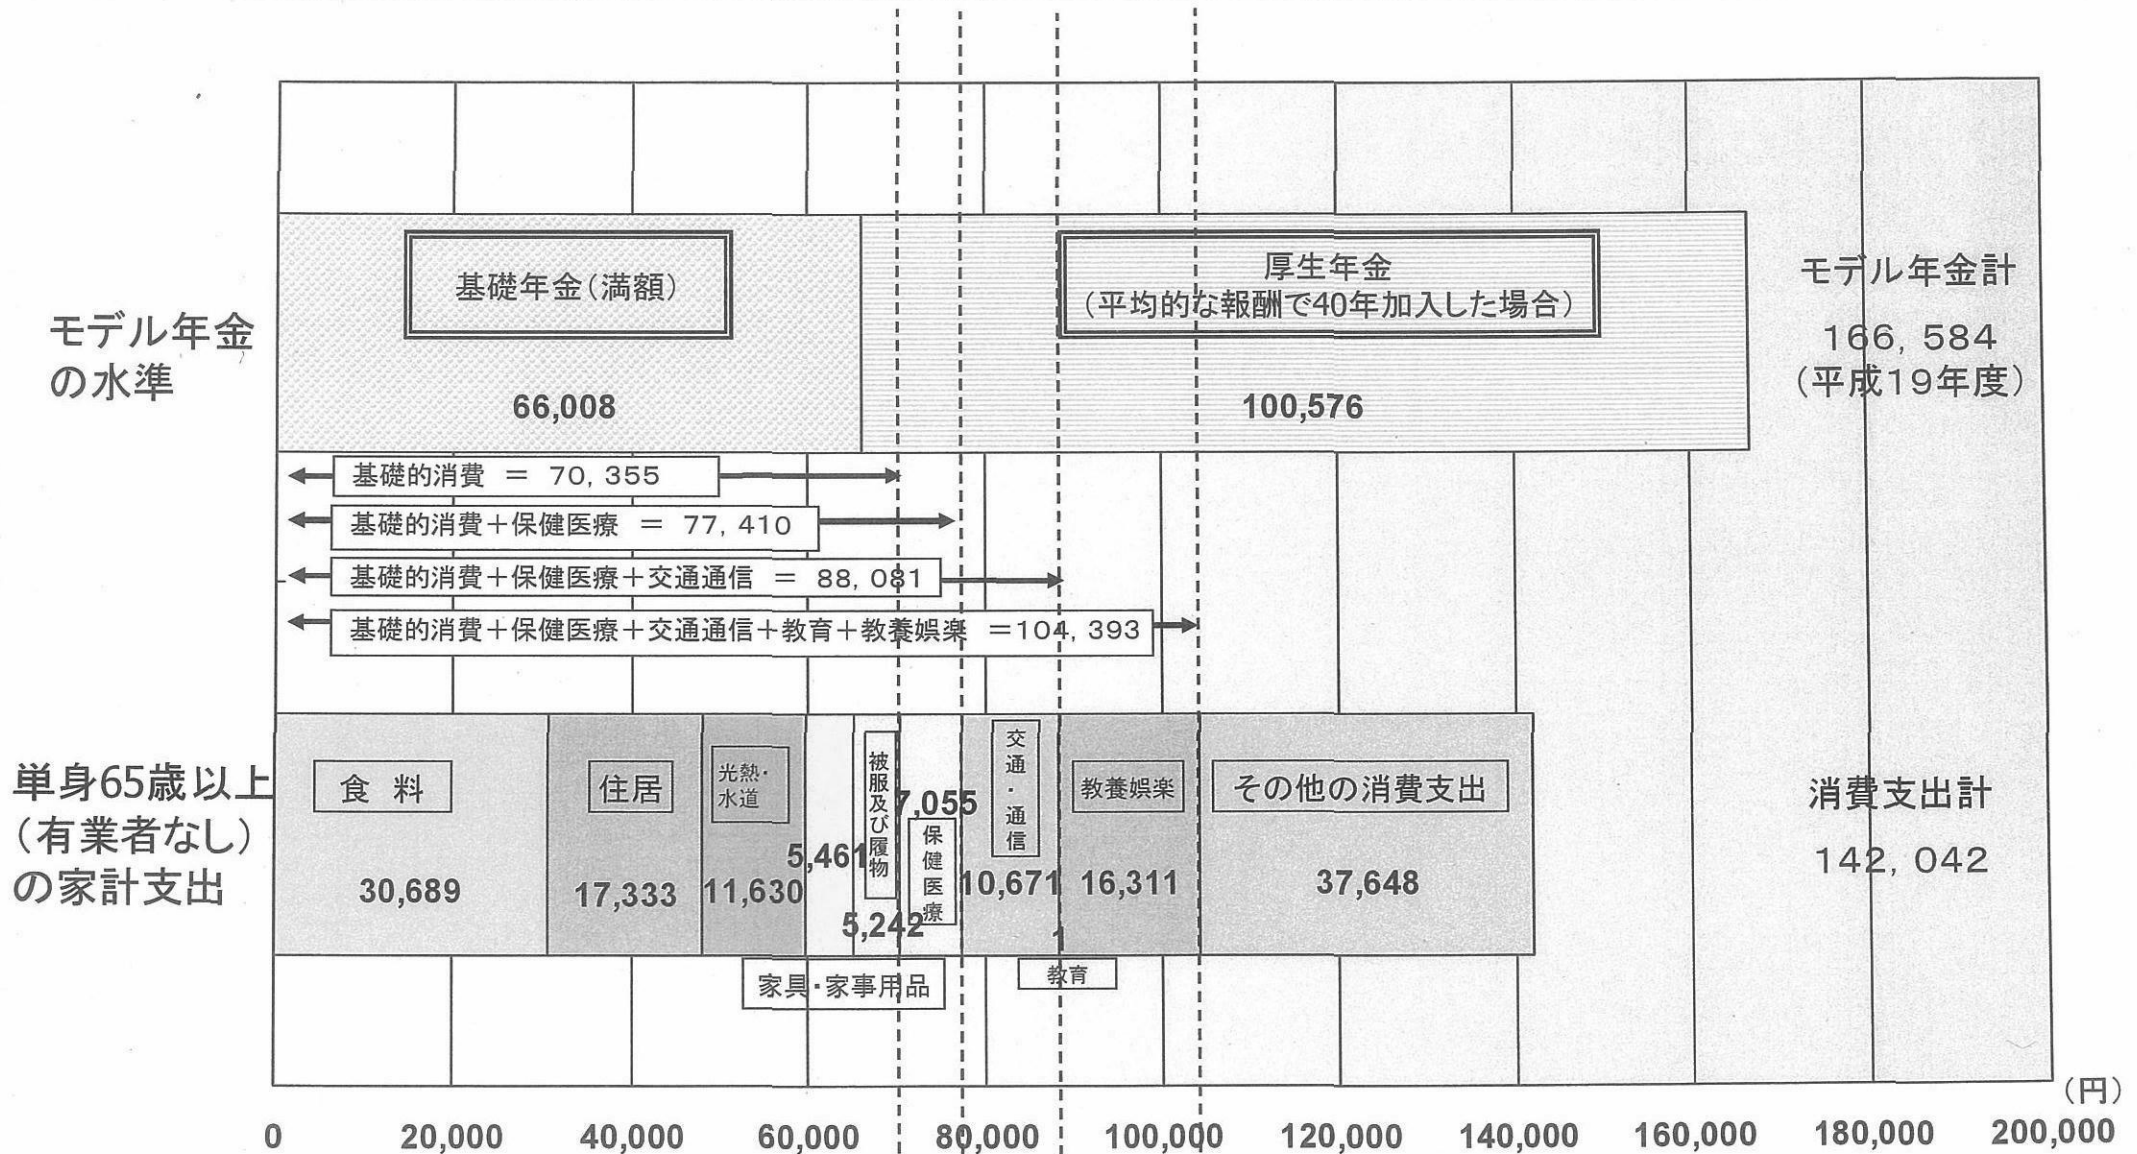 モデル年金
の水準
基礎年金(満額)
66,008
厚生年金
(平均的な報酬で40年加入した場合)
100,576
モデル年金計
166,584
(平成19年度)
基礎的消費 = 70,355
基礎的消費+保健医療 = 77,410
基礎的消費+保健医療+交通通信 = 88,081
基礎的消費+保健医療+交通通信+教育+教養娯楽 =104,393
単身65歳以上
(有業者なし)
の家計支出
食料
30,689
住居
17,333
光熱・
水道
11,630
5,461
被服及び履物
5,242
7,055
保健医療
交通・通信
10,671
1
教養娯楽
16,311
その他の消費支出
37,648
消費支出計
142,042
家具・家事用品
教育
(円)
0 20,000 40,000 60,000 80,000 100,000 120,000 140,000 160,000 180,000 200,000